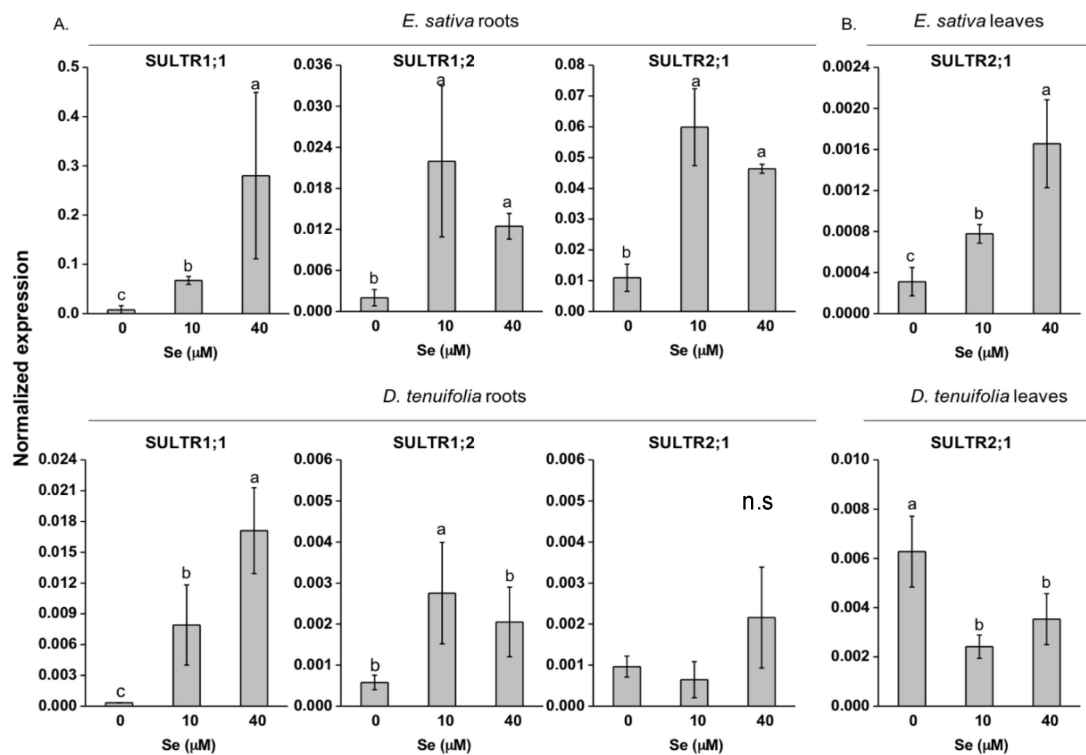 A.
E. sativa roots
B.
E. sativa leaves
SULTR1;1
SULTR1;2
SULTR2;1
SULTR2;1
0.5
0.4
0.3
0.2
0.1
0.0
c
b
a
0
10
40
Se (μM)
0.036
0.030
0.024
0.018
0.012
0.006
0.000
b
a
a
0
10
40
Se (μM)
0.08
0.07
0.06
0.05
0.04
0.03
0.02
0.01
0.00
b
a
a
0
10
40
Se (μM)
0.0024
0.0020
0.0016
0.0012
0.0008
0.0004
0.0000
c
b
a
0
10
40
Se (μM)
Normalized expression
D. tenuifolia roots
D. tenuifolia leaves
SULTR1;1
SULTR1;2
SULTR2;1
SULTR2;1
0.024
0.021
0.018
0.015
0.012
0.009
0.006
0.003
0.000
c
b
a
0
10
40
Se (μM)
0.006
0.005
0.004
0.003
0.002
0.001
0.000
b
a
b
0
10
40
Se (μM)
0.006
0.005
0.004
0.003
0.002
0.001
0.000
n.s
0
10
40
Se (μM)
0.010
0.008
0.006
0.004
0.002
0.000
a
b
b
0
10
40
Se (μM)